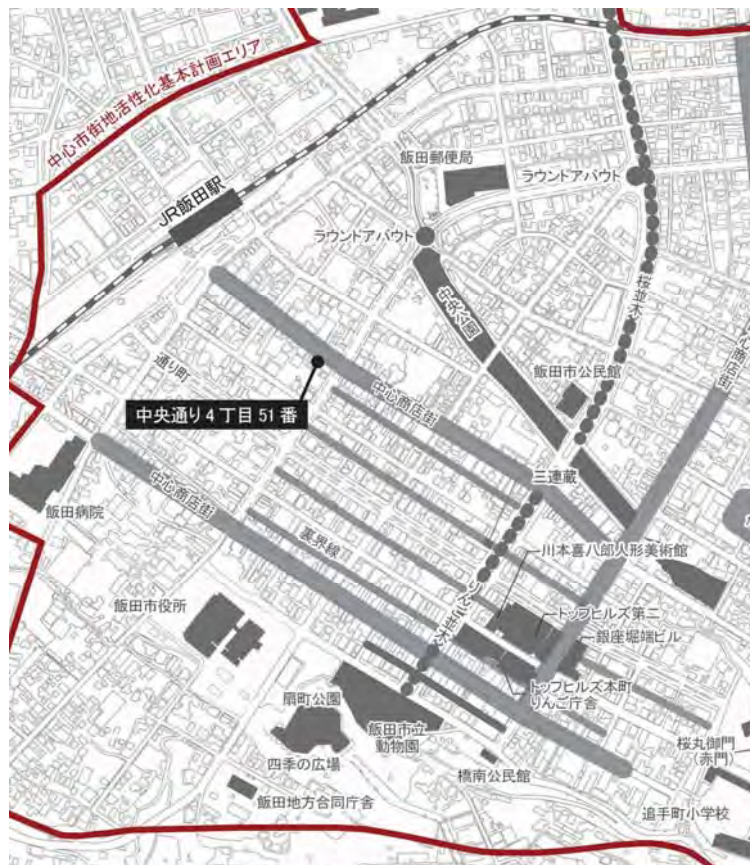 中心市街地活性化基本計画エリア
JR飯田駅
飯田郵便局
ラウンドアバウト
ラウンドアバウト
桜並木
中央公園
飯田市公民館
心商店街
通り町
中央通り4丁目51番
中心商店街
三連蔵
中心商店街
飯田病院
裏界線
川本喜八郎人形美術館
りんご並木
トップヒルズ第二
銀座堀端ビル
飯田市役所
トップヒルズ本町
りんご庁舎
扇町公園
飯田市立
動物園
四季の広場
橋南公民館
桜丸御門
(赤門)
飯田地方合同庁舎
追手町小学校